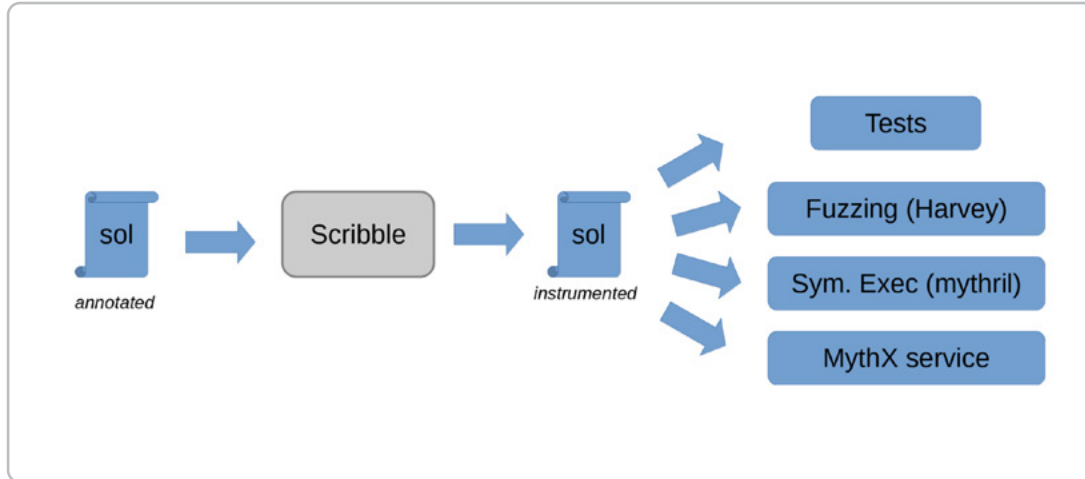 sol
annotated
Scribble
sol
instrumented
Tests
Fuzzing (Harvey)
Sym. Exec (mythril)
MythX service